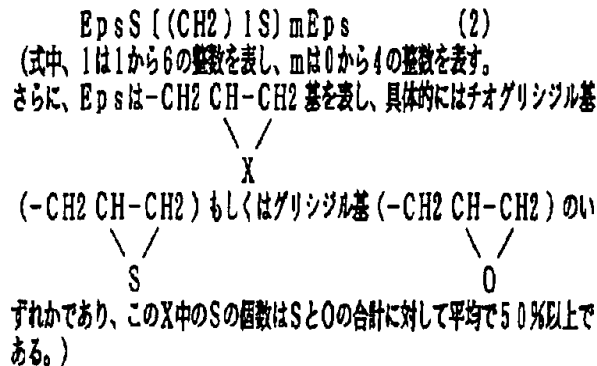 EpsS〔(CH2)lS〕mEps (2)
(式中、lは1から6の整数を表し、mは0から4の整数を表す。
さらに、Epsは-CH2 CH-CH2 基を表し、具体的にはチオグリシジル基
X
(-CH2 CH-CH2)もしくはグリシジル基(-CH2 CH-CH2)のい
S O
ずれかであり、このX中のSの個数はSとOの合計に対して平均で50%以上で
ある。)